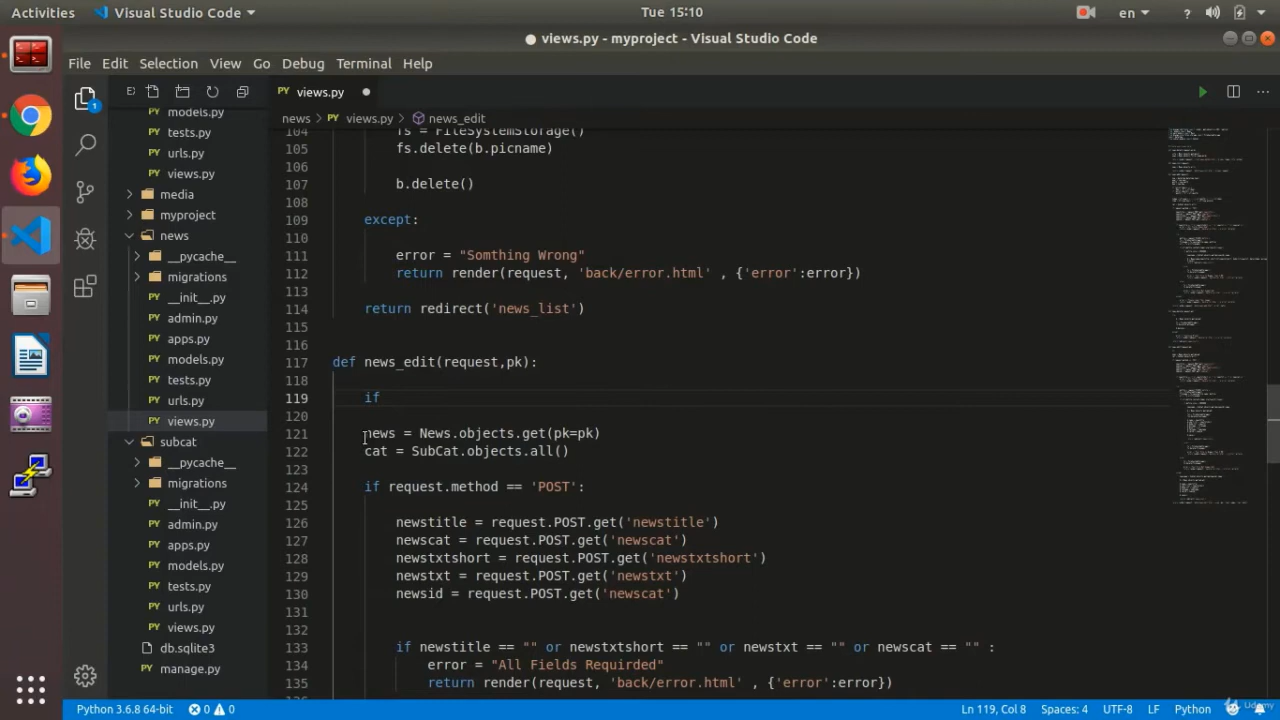 Activities
Visual Studio Code
Tue 15:10
en
views.py - myproject - Visual Studio Code
File Edit Selection View Go Debug Terminal Help
views.py
news > views.py > news_edit
models.py
tests.py
urls.py
views.py
media
myproject
news
__pycache__
migrations
__init__.py
admin.py
apps.py
models.py
tests.py
urls.py
views.py
subcat
__pycache__
migrations
__init__.py
admin.py
apps.py
models.py
tests.py
urls.py
views.py
db.sqlite3
manage.py
104 fs = FileSystemStorage()
105 fs.delete(b.picname)
106
107 b.delete()
108
109 except:
110
111 error = "Somthing Wrong"
112 return render(request, 'back/error.html' , {'error':error})
113
114 return redirect('news_list')
115
116
117 def news_edit(request,pk):
118
119 if
120
121 news = News.objects.get(pk=pk)
122 cat = SubCat.objects.all()
123
124 if request.method == 'POST':
125
126 newstitle = request.POST.get('newstitle')
127 newscat = request.POST.get('newscat')
128 newstxtshort = request.POST.get('newstxtshort')
129 newstxt = request.POST.get('newstxt')
130 newsid = request.POST.get('newscat')
131
132
133 if newstitle == "" or newstxtshort == "" or newstxt == "" or newscat == "" :
134 error = "All Fields Requirded"
135 return render(request, 'back/error.html' , {'error':error})
Python 3.6.8 64-bit
0
0
Ln 119, Col 8
Spaces: 4
UTF-8
LF
Python
Udemy